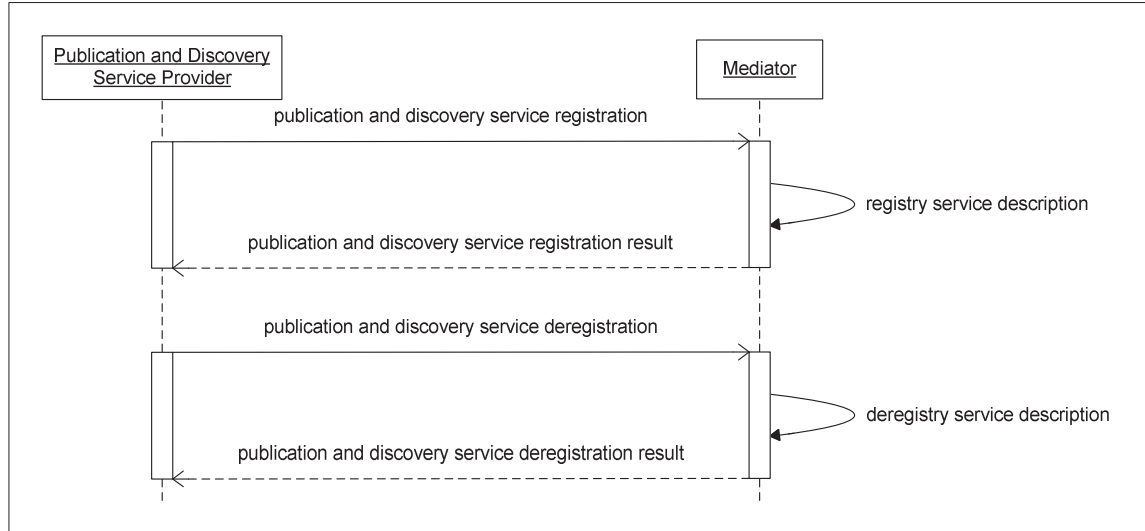 Publication and Discovery
Service Provider
Mediator
publication and discovery service registration
registry service description
publication and discovery service registration result
publication and discovery service deregistration
deregistry service description
publication and discovery service deregistration result